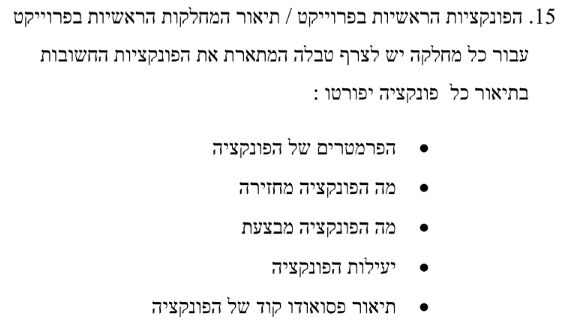 15. הפונקציות הראשיות בפרוייקט / תיאור המחלקות הראשיות בפרוייקט
עבור כל מחלקה יש לצרף טבלה המתארת את הפונקציות החשובות
בתיאור כל פונקציה יפורטו :
• הפרמטרים של הפונקציה
• מה הפונקציה מחזירה
• מה הפונקציה מבצעת
• יעילות הפונקציה
• תיאור פסואודו קוד של הפונקציה